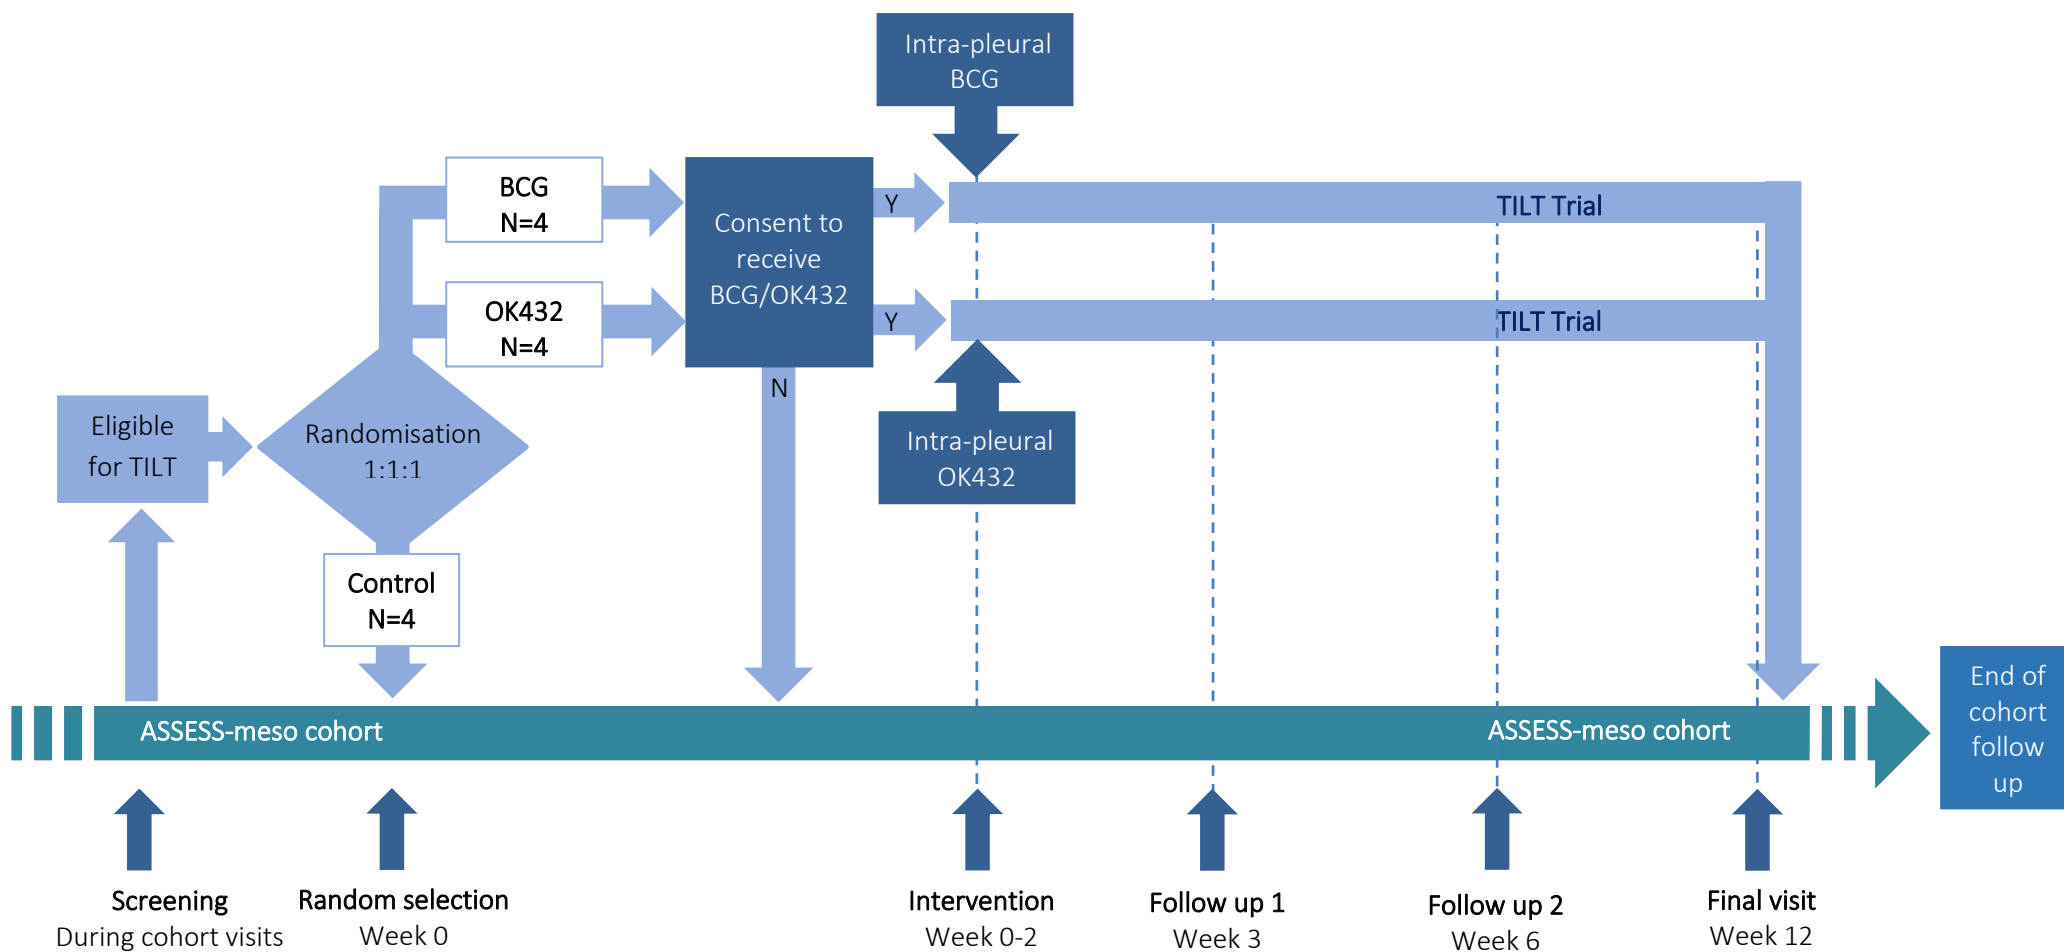 Intra-pleural
BCG
BCG
N=4
Consent to
receive
BCG/OK432
Y
TILT Trial
OK432
N=4
Y
TILT Trial
N
Eligible
for TILT
Randomisation
1:1:1
Intra-pleural
OK432
Control
N=4
ASSESS-meso cohort
ASSESS-meso cohort
End of
cohort
follow
up
Screening
During cohort visits
Random selection
Week 0
Intervention
Week 0-2
Follow up 1
Week 3
Follow up 2
Week 6
Final visit
Week 12